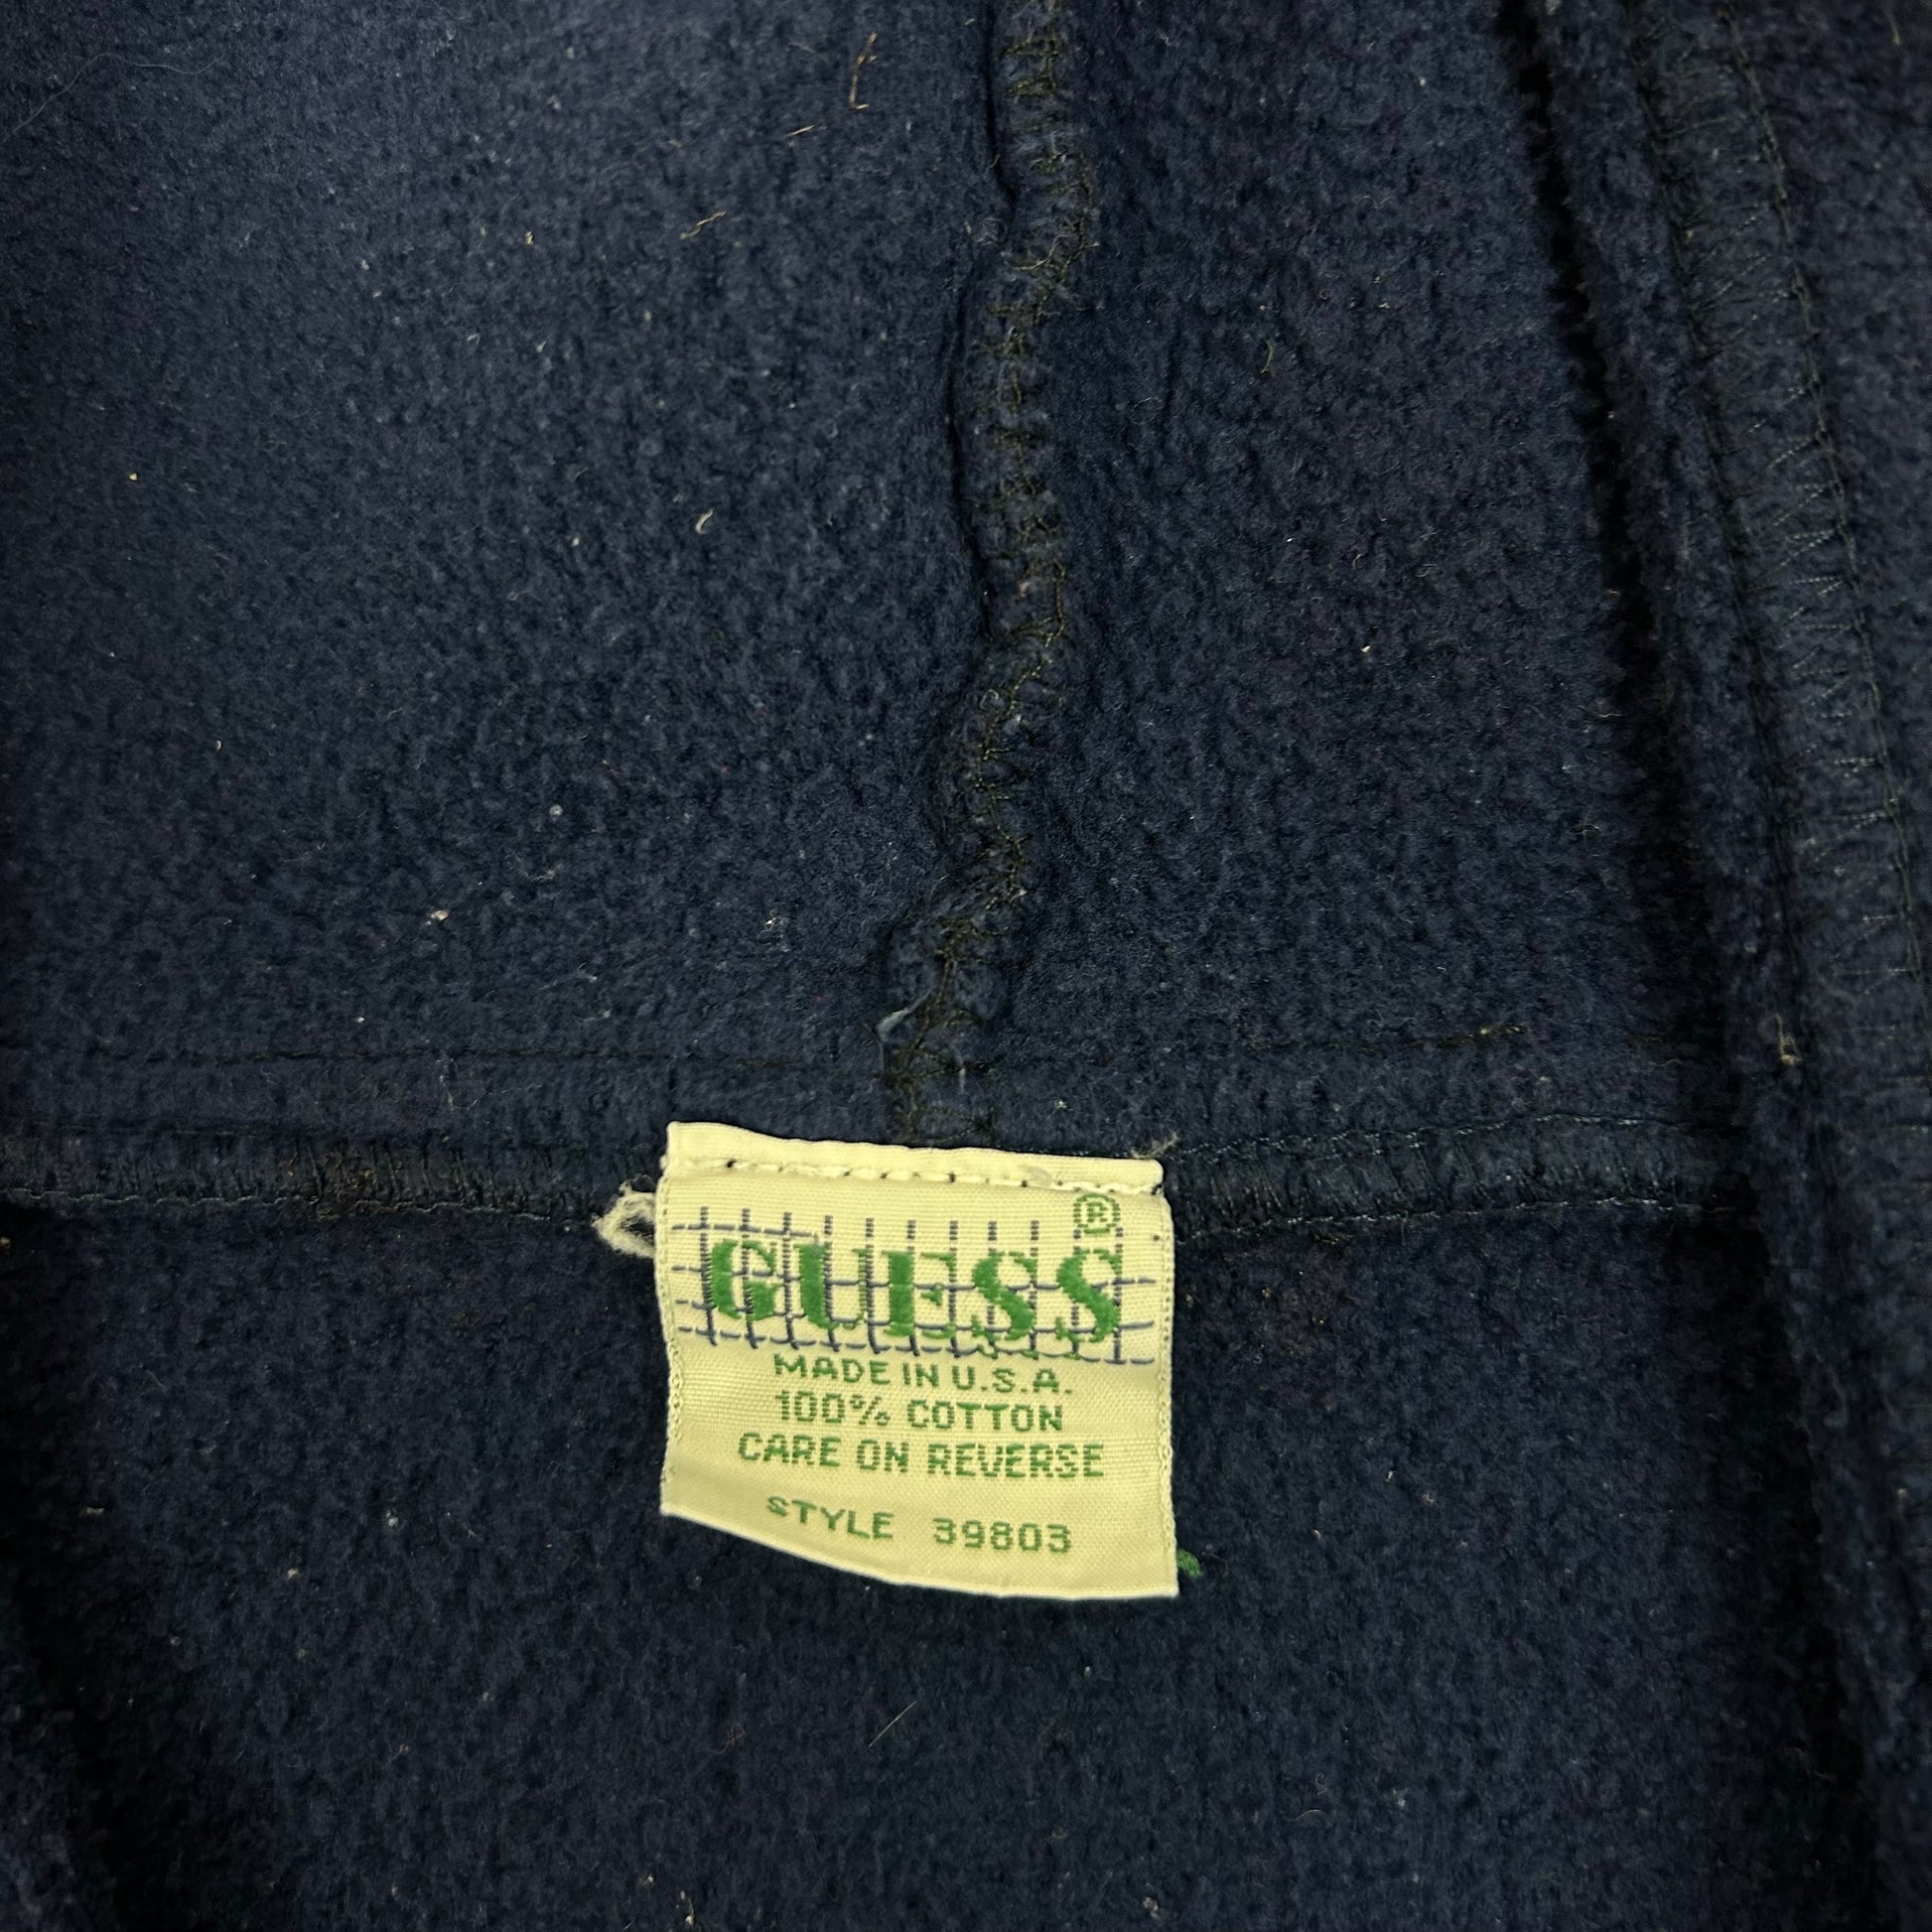 GUESS®
MADE IN U.S.A.
100% COTTON
CARE ON REVERSE
STYLE 39803